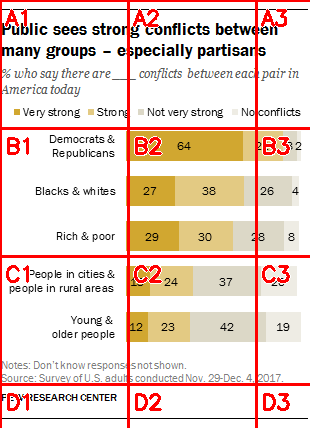 A1
A2
A3
Public sees strong conflicts between
many groups – especially partisans
% who say there are ___ conflicts between each pair in
America today
Very strong Strong Not very strong No conflicts
B1
B2
B3
Democrats &
Republicans
64 2
Blacks & whites
27 38 26 4
Rich & poor
29 30 28 8
C1
C2
C3
People in cities &
people in rural areas
24 37
Young &
older people
12 23 42 19
Notes: Don't know responses not shown.
Source: Survey of U.S. adults conducted Nov. 29-Dec. 4, 2017.
D1
D2
D3
PEW RESEARCH CENTER